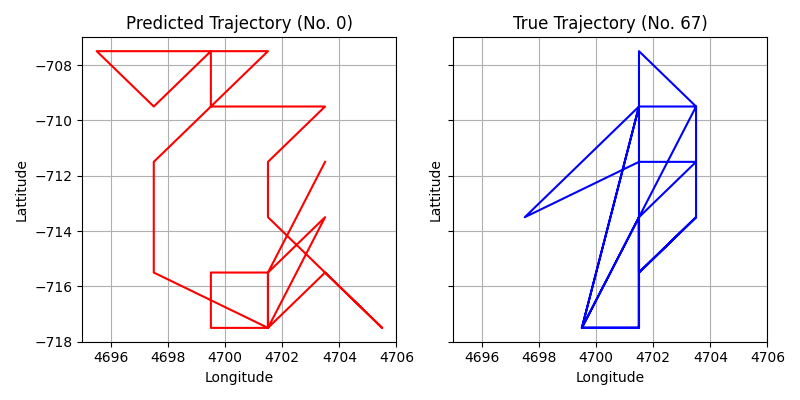 Predicted Trajectory (No. 0)
True Trajectory (No. 67)
−708
−710
−712
−714
−716
−718
Lattitude
Lattitude
4696 4698 4700 4702 4704 4706
4696 4698 4700 4702 4704 4706
Longitude
Longitude